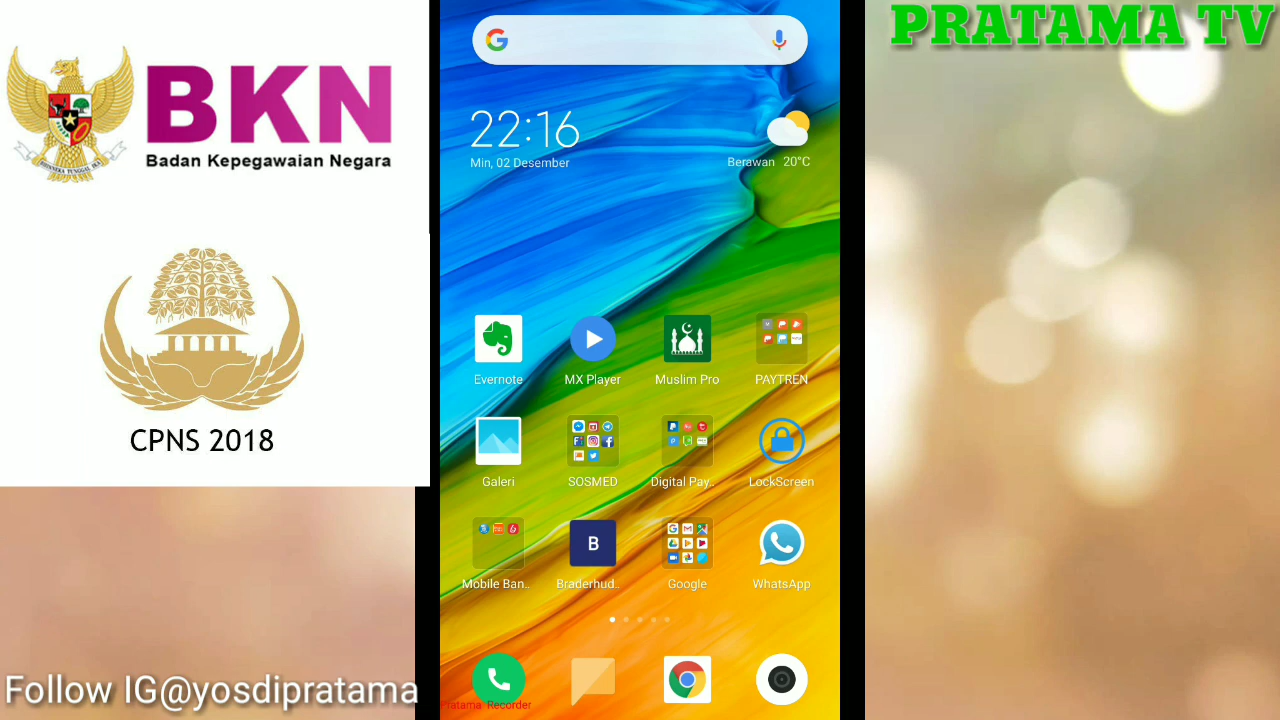 BKN
Badan Kepegawaian Negara
CPNS 2018
Follow IG@yosdipratama
22:16
Min, 02 Desember
Berawan 20°C
Evernote
MX Player
Muslim Pro
PAYTREN
Galeri
SOSMED
Digital Pay..
LockScreen
Mobile Ban..
B
Braderhud..
Google
WhatsApp
Pratama Recorder
PRATAMA TV